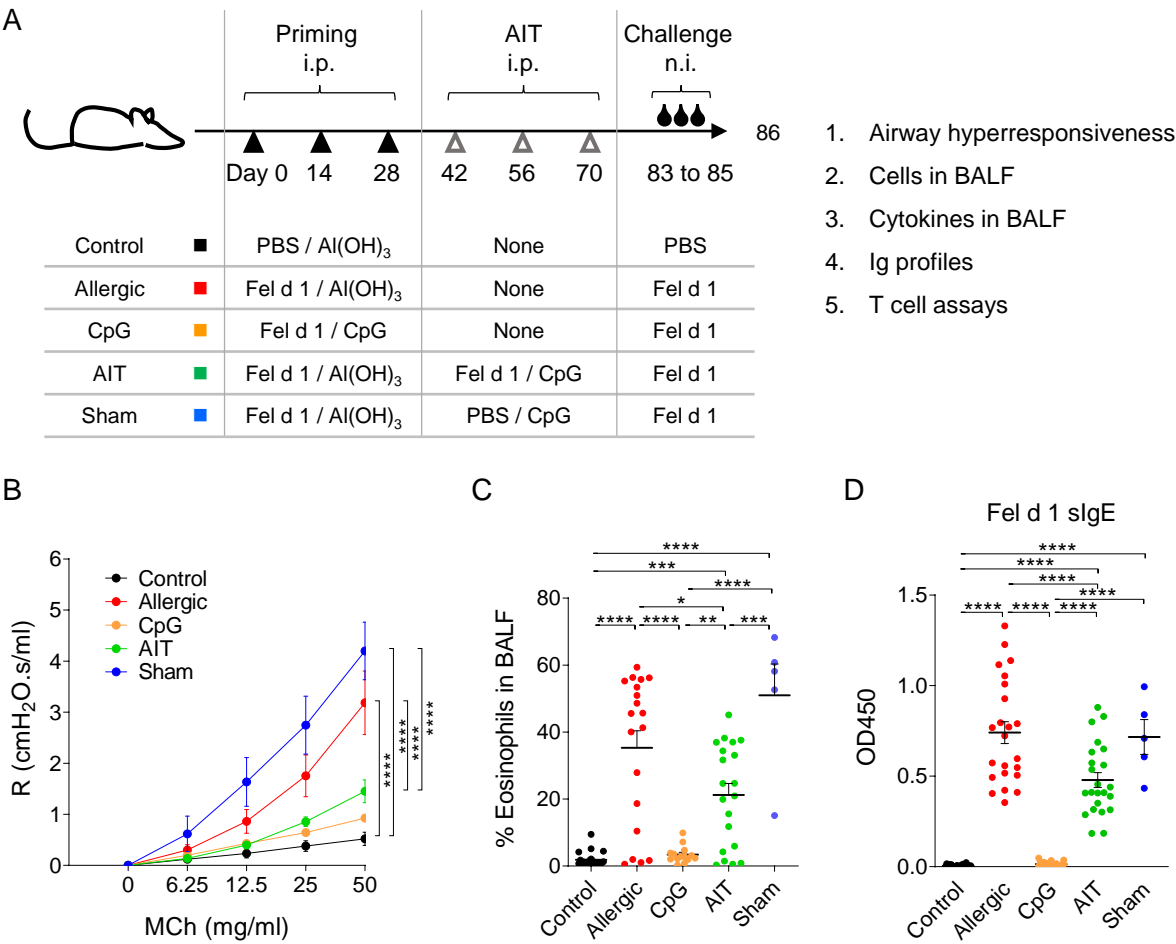 A
Priming
i.p.
AIT
i.p.
Challenge
n.i.
Day 0 14 28 42 56 70 83 to 85
86
1. Airway hyperresponsiveness
2. Cells in BALF
3. Cytokines in BALF
4. Ig profiles
5. T cell assays
Control PBS / Al(OH)₃ None PBS
Allergic Fel d 1 / Al(OH)₃ None Fel d 1
CpG Fel d 1 / CpG None Fel d 1
AIT Fel d 1 / Al(OH)₃ Fel d 1 / CpG Fel d 1
Sham Fel d 1 / Al(OH)₃ PBS / CpG Fel d 1
B
R (cmH₂O.s/ml)
6
5
4
3
2
1
0
Control
Allergic
CpG
AIT
Sham
**** **** **** ****
0 6.25 12.5 25 50
MCh (mg/ml)
C
% Eosinophils in BALF
80
60
40
20
0
****
***
****
*
**** **** ** ***
Control Allergic CpG AIT Sham
D
Fel d 1 sIgE
OD450
1.5
1.0
0.5
0.0
****
****
****
****
**** **** ****
Control Allergic CpG AIT Sham